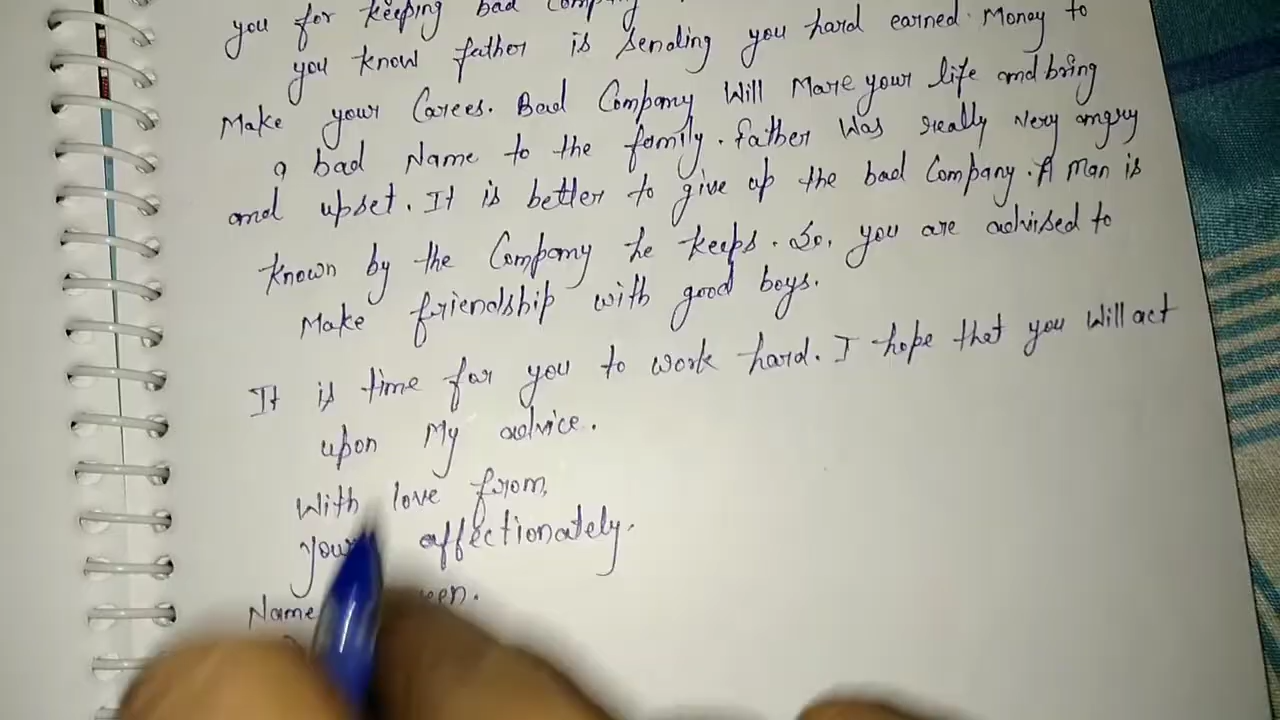 you for keeping bad
you know father is sending you hard earned Money to
Make your Carees. Bad Company Will Mare your life and bring
a bad Name to the family. father Was really very angry
and upset. It is better to give up the bad Company. A man is
known by the Company he keeps. So, you are advised to
Make friendship with good boys.
It is time for you to work hard. I hope that you Will act
upon My advice.
With love from,
your affectionately.
Name